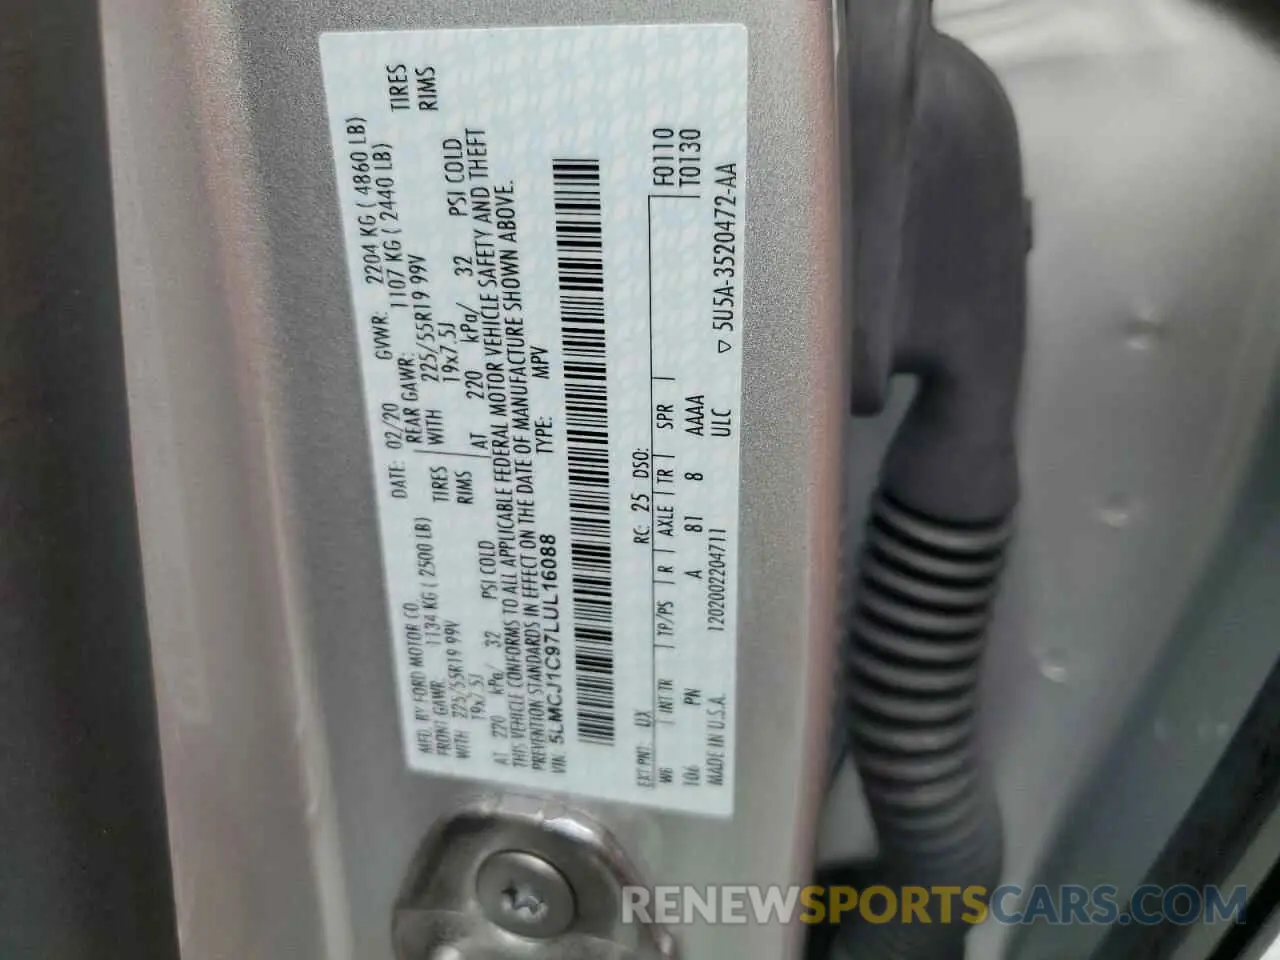 MFD. BY FORD MOTOR CO. DATE: 02/20 GVWR: 2204 KG ( 4860 LB)
FRONT GAWR: 1134 KG ( 2500 LB) REAR GAWR: 1107 KG ( 2440 LB)
WITH 225/55R19 99V TIRES WITH 225/55R19 99V TIRES
19x7.5J RIMS 19x7.5J RIMS
AT 220 kPa/ 32 PSI COLD AT 220 kPa/ 32 PSI COLD
THIS VEHICLE CONFORMS TO ALL APPLICABLE FEDERAL MOTOR VEHICLE SAFETY AND THEFT
PREVENTION STANDARDS IN EFFECT ON THE DATE OF MANUFACTURE SHOWN ABOVE.
VIN: 5LMCJ1C97LUL16088 TYPE: MPV
EXT PNT: UX RC: 25 DSO: F0110
WB INT TR TP/PS R AXLE TR SPR T0130
106 PN A 81 8 AAAA
MADE IN U.S.A. 1202002204711 ULC ▽ 5U5A-3520472-AA
RENEWSPORTSCARS.COM